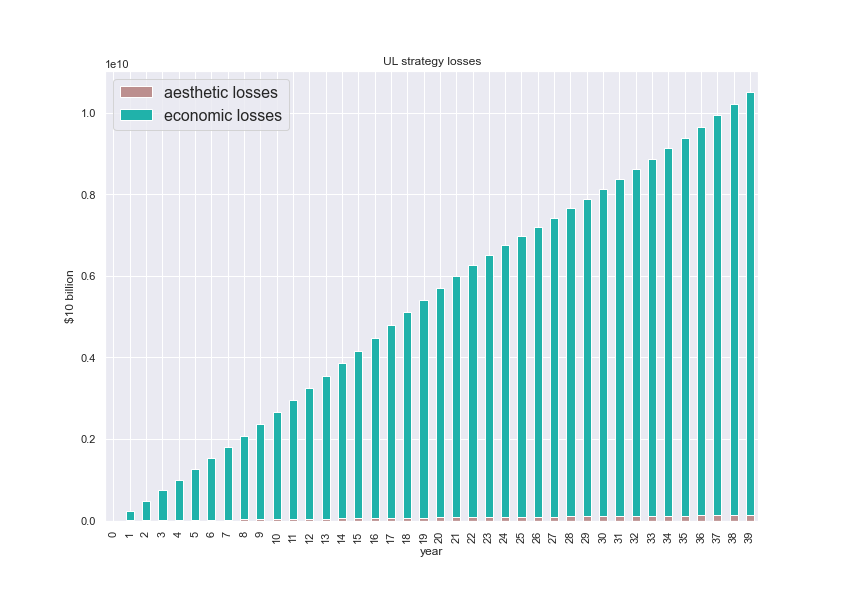 UL strategy losses
1e10
aesthetic losses
economic losses
1.0
0.8
0.6
0.4
0.2
0.0
$10 billion
0 1 2 3 4 5 6 7 8 9 10 11 12 13 14 15 16 17 18 19 20 21 22 23 24 25 26 27 28 29 30 31 32 33 34 35 36 37 38 39
year